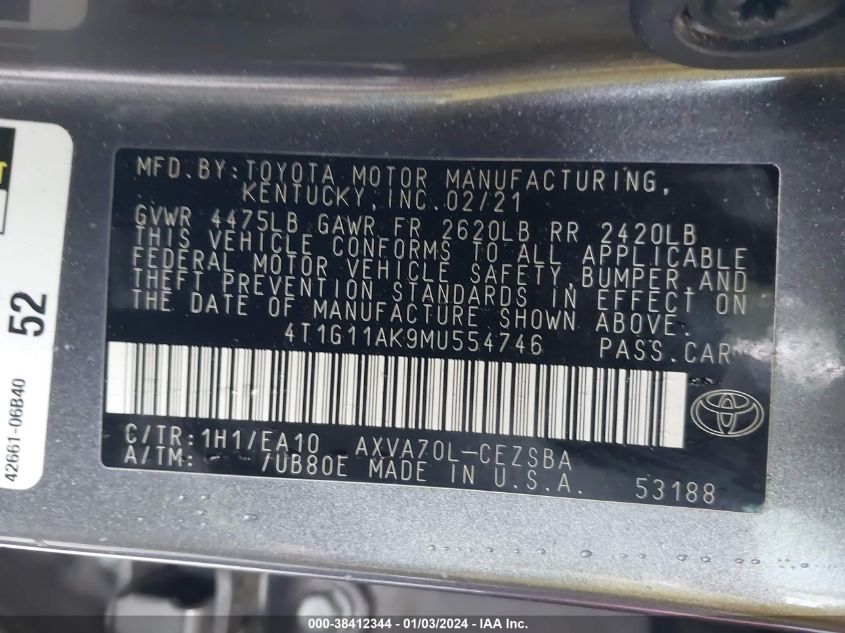 MFD.BY:TOYOTA MOTOR MANUFACTURING,
KENTUCKY,INC.02/21
GVWR 4475LB GAWR FR 2620LB RR 2420LB
THIS VEHICLE CONFORMS TO ALL APPLICABLE
FEDERAL MOTOR VEHICLE SAFETY,BUMPER,AND
THEFT PREVENTION STANDARDS IN EFFECT ON
THE DATE OF MANUFACTURE SHOWN ABOVE.
4T1G11AK9MU554746 PASS.CAR
C/TR:1H1/EA10 AXVA70L-CEZSBA
A/TM:- -/UB80E MADE IN U.S.A. 53188
52
42661-06B40
000-38412344 - 01/03/2024 - IAA Inc.